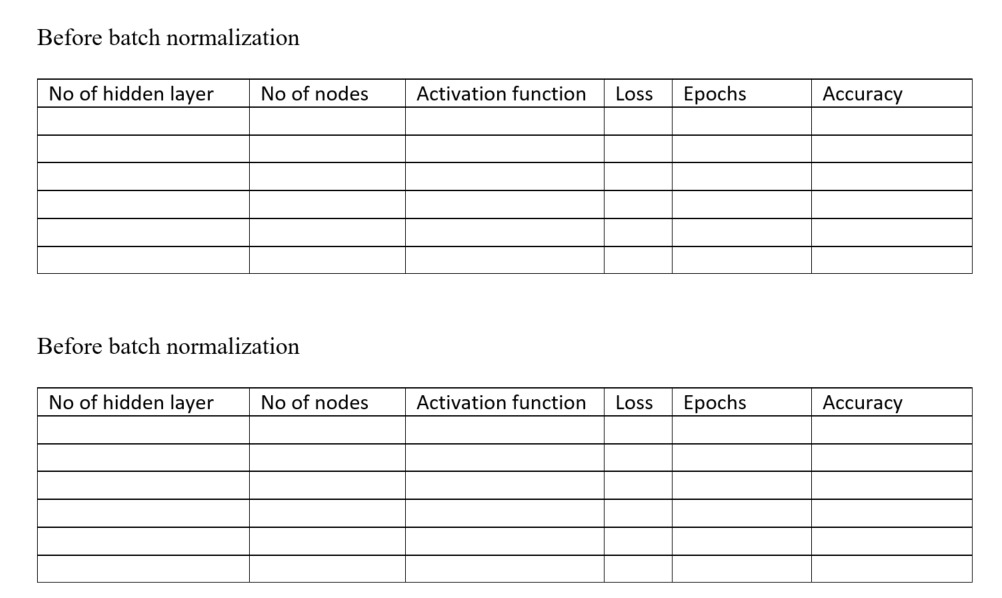 Before batch normalization
No of hidden layer No of nodes Activation function Loss Epochs Accuracy
Before batch normalization
No of hidden layer No of nodes Activation function Loss Epochs Accuracy